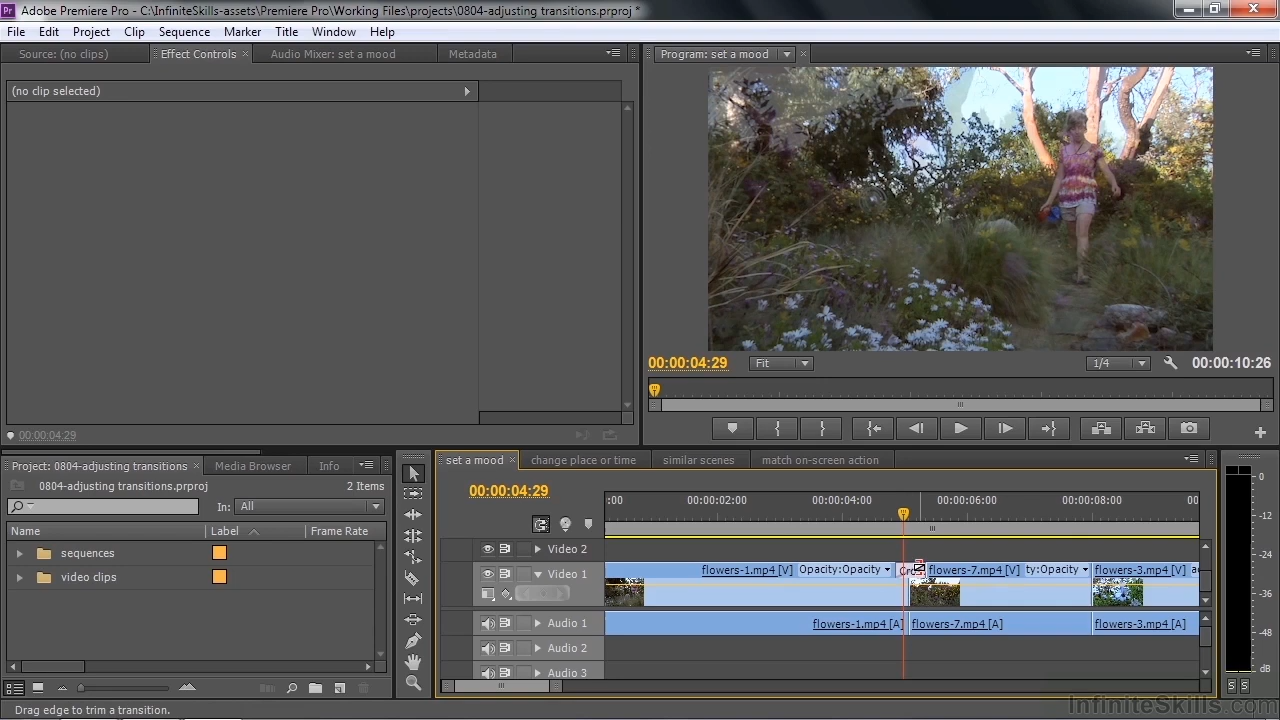 Pr Adobe Premiere Pro - C:\InfiniteSkills-assets\Premiere Pro\Working Files\projects\0804-adjusting transitions.prproj *
File Edit Project Clip Sequence Marker Title Window Help
Source: (no clips) Effect Controls Audio Mixer: set a mood Metadata
Program: set a mood
(no clip selected)
00:00:04:29 Fit 1/4 00:00:10:26
00:00:04:29
Project: 0804-adjusting transitions Media Browser Info
0804-adjusting transitions.prproj 2 Items
In: All
Name Label Frame Rate
sequences
video clips
set a mood change place or time similar scenes match on-screen action
00:00:04:29
:00 00:00:02:00 00:00:04:00 00:00:06:00 00:00:08:00 00
Video 2
Video 1
flowers-1.mp4 [V] Opacity:Opacity flowers-7.mp4 [V] ty:Opacity flowers-3.mp4 [V]
Audio 1 flowers-1.mp4 [A] flowers-7.mp4 [A] flowers-3.mp4 [A]
Audio 2
Audio 3
0
-12
-24
-36
-48
dB
S S
Drag edge to trim a transition.
InfiniteSkills.com